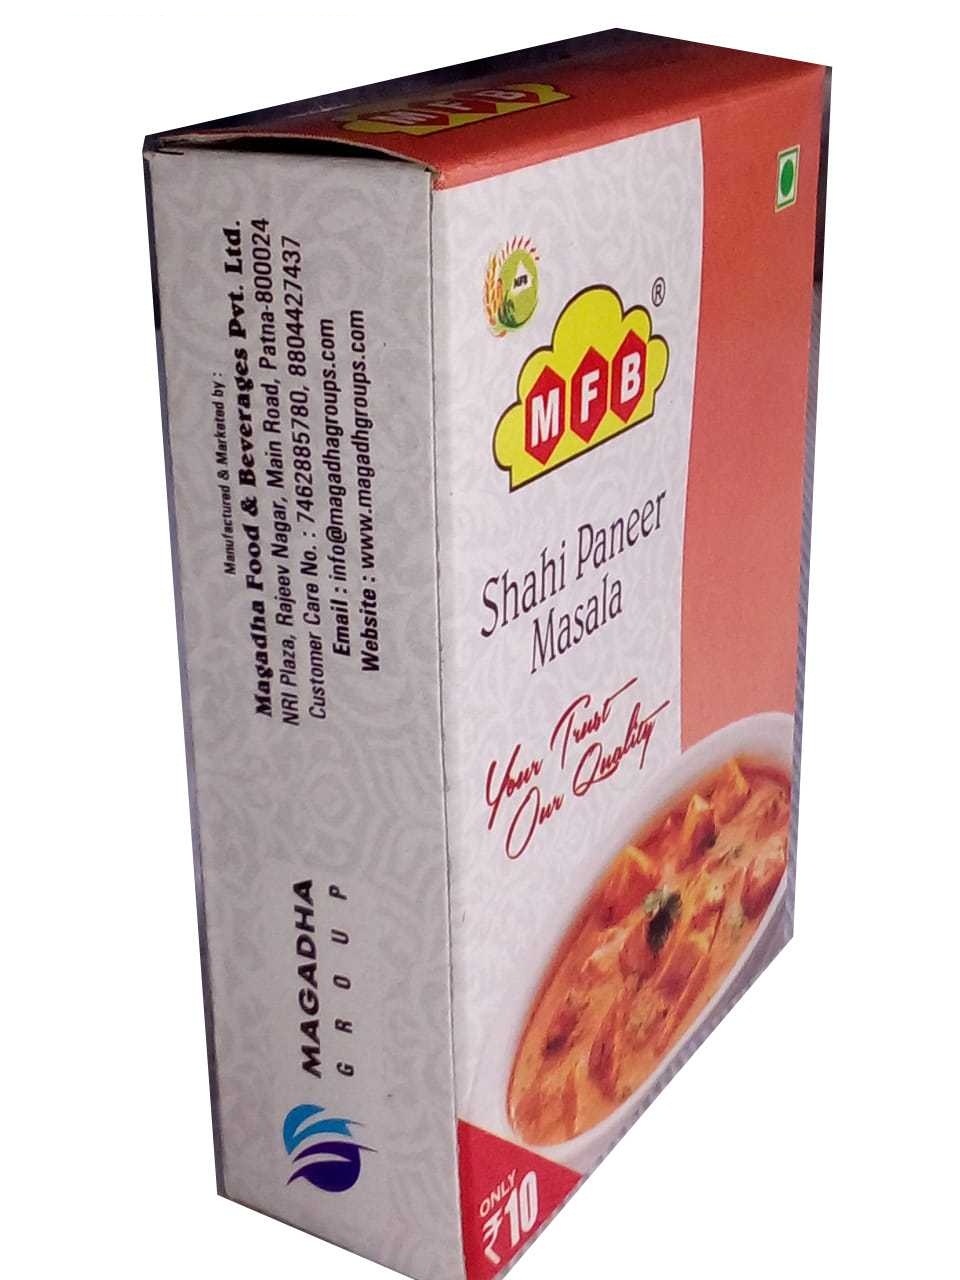 MFB
Manufactured & Marketed by :
Magadha Food & Beverages Pvt. Ltd.
NRI Plaza, Rajeev Nagar, Main Road, Patna-800024
Customer Care No. : 7462885780, 8804427437
Email : info@magadhagroups.com
Website : www.magadhgroups.com
MAGADHA
GROUP
MFB
MFB ®
Shahi Paneer
Masala
Your Trust
Our Quality
ONLY
₹10